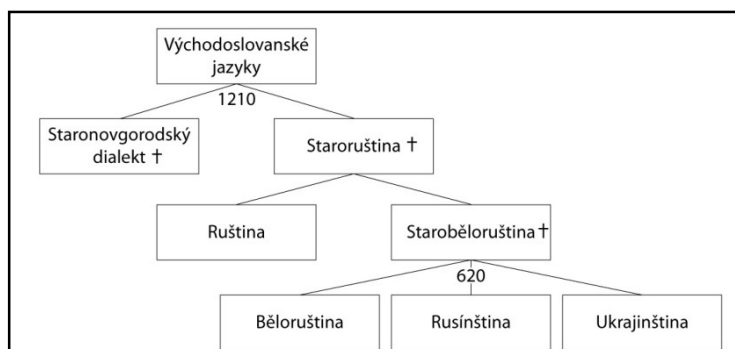 Východoslovanské
jazyky
1210
Staronovgorodský
dialekt †
Staroruština †
Ruština
Staroběloruština †
620
Běloruština
Rusínština
Ukrajinština